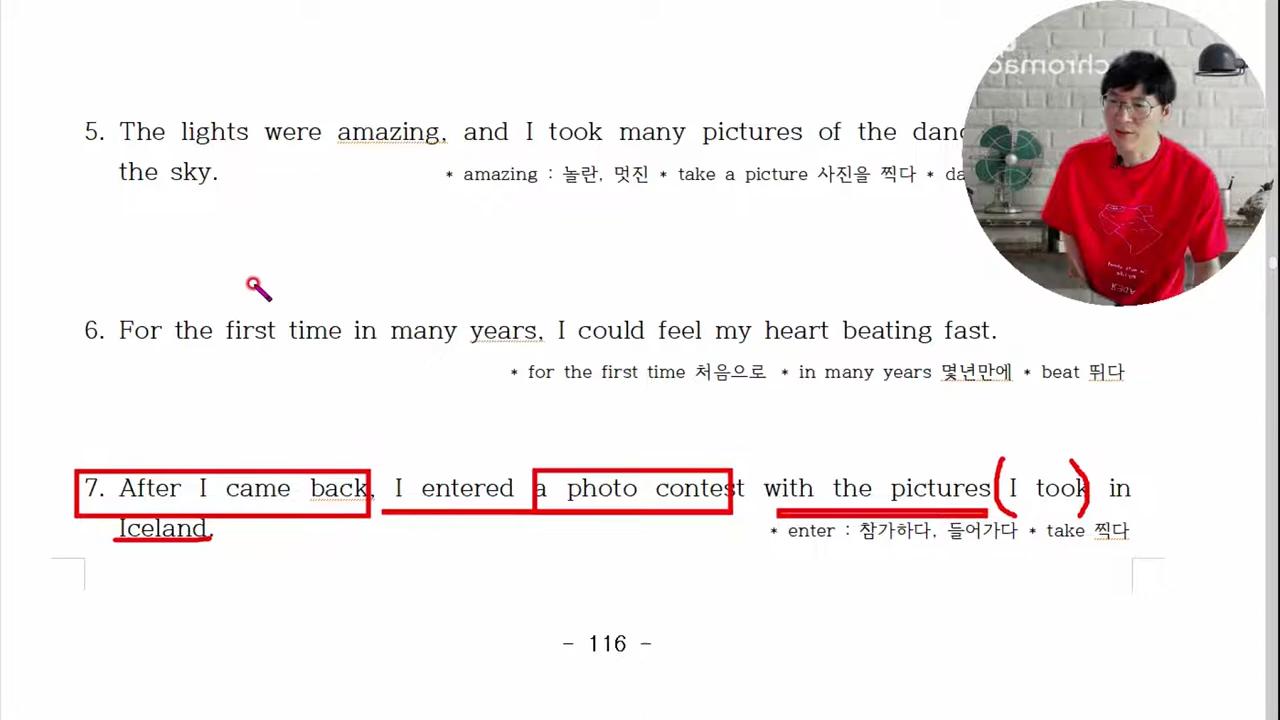 5. The lights were amazing, and I took many pictures of the
the sky.
* amazing : 놀란, 멋진 * take a picture 사진을 찍다 *
6. For the first time in many years, I could feel my heart beating fast.
* for the first time 처음으로 * in many years 몇년만에 * beat 뛰다
7. After I came back, I entered a photo contest with the pictures (I took) in
Iceland.
* enter : 참가하다, 들어가다 * take 찍다
- 116 -